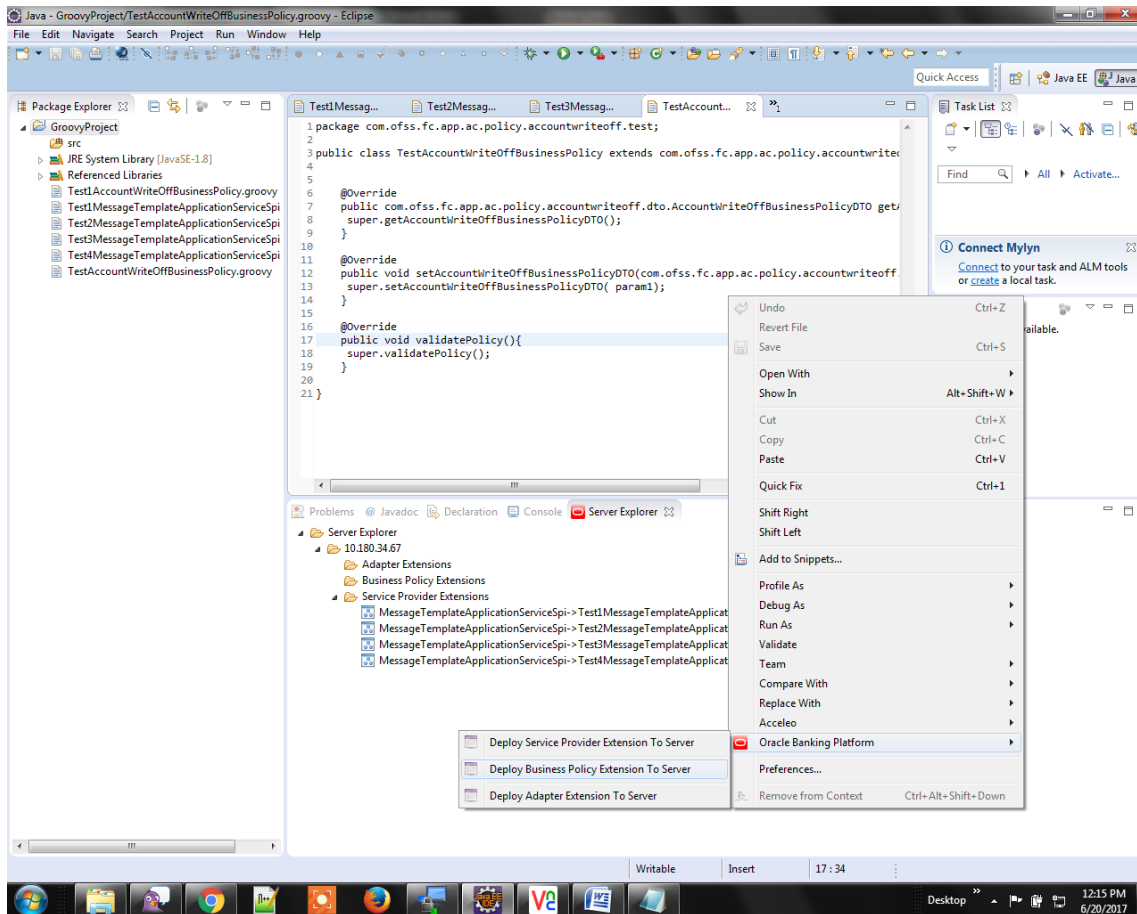 Java - GroovyProject/TestAccountWriteOffBusinessPolicy.groovy - Eclipse
File Edit Navigate Search Project Run Window Help
Quick Access Java EE Java
Package Explorer
GroovyProject
src
JRE System Library [JavaSE-1.8]
Referenced Libraries
Test1AccountWriteOffBusinessPolicy.groovy
Test1MessageTemplateApplicationServiceSpi
Test2MessageTemplateApplicationServiceSpi
Test3MessageTemplateApplicationServiceSpi
Test4MessageTemplateApplicationServiceSpi
TestAccountWriteOffBusinessPolicy.groovy
Test1Messag... Test2Messag... Test3Messag... TestAccount... »1
1 package com.ofss.fc.app.ac.policy.accountwriteoff.test;
2
3 public class TestAccountWriteOffBusinessPolicy extends com.ofss.fc.app.ac.policy.accountwriteo
4
5
6 @Override
7 public com.ofss.fc.app.ac.policy.accountwriteoff.dto.AccountWriteOffBusinessPolicyDTO getA
8 super.getAccountWriteOffBusinessPolicyDTO();
9 }
10
11 @Override
12 public void setAccountWriteOffBusinessPolicyDTO(com.ofss.fc.app.ac.policy.accountwriteoff.
13 super.setAccountWriteOffBusinessPolicyDTO( param1);
14 }
15
16 @Override
17 public void validatePolicy(){
18 super.validatePolicy();
19 }
20
21 }
Task List
Find All Activate...
Connect Mylyn
Connect to your task and ALM tools
or create a local task.
vailable.
Problems @ Javadoc Declaration Console Server Explorer
Server Explorer
10.180.34.67
Adapter Extensions
Business Policy Extensions
Service Provider Extensions
MessageTemplateApplicationServiceSpi->Test1MessageTemplateApplicat
MessageTemplateApplicationServiceSpi->Test2MessageTemplateApplicat
MessageTemplateApplicationServiceSpi->Test3MessageTemplateApplicat
MessageTemplateApplicationServiceSpi->Test4MessageTemplateApplicat
Undo Ctrl+Z
Revert File
Save Ctrl+S
Open With
Show In Alt+Shift+W
Cut Ctrl+X
Copy Ctrl+C
Paste Ctrl+V
Quick Fix Ctrl+1
Shift Right
Shift Left
Add to Snippets...
Profile As
Debug As
Run As
Validate
Team
Compare With
Replace With
Acceleo
Oracle Banking Platform
Preferences...
Remove from Context Ctrl+Alt+Shift+Down
Deploy Service Provider Extension To Server
Deploy Business Policy Extension To Server
Deploy Adapter Extension To Server
Writable Insert 17 : 34
Desktop » 12:15 PM
6/20/2017